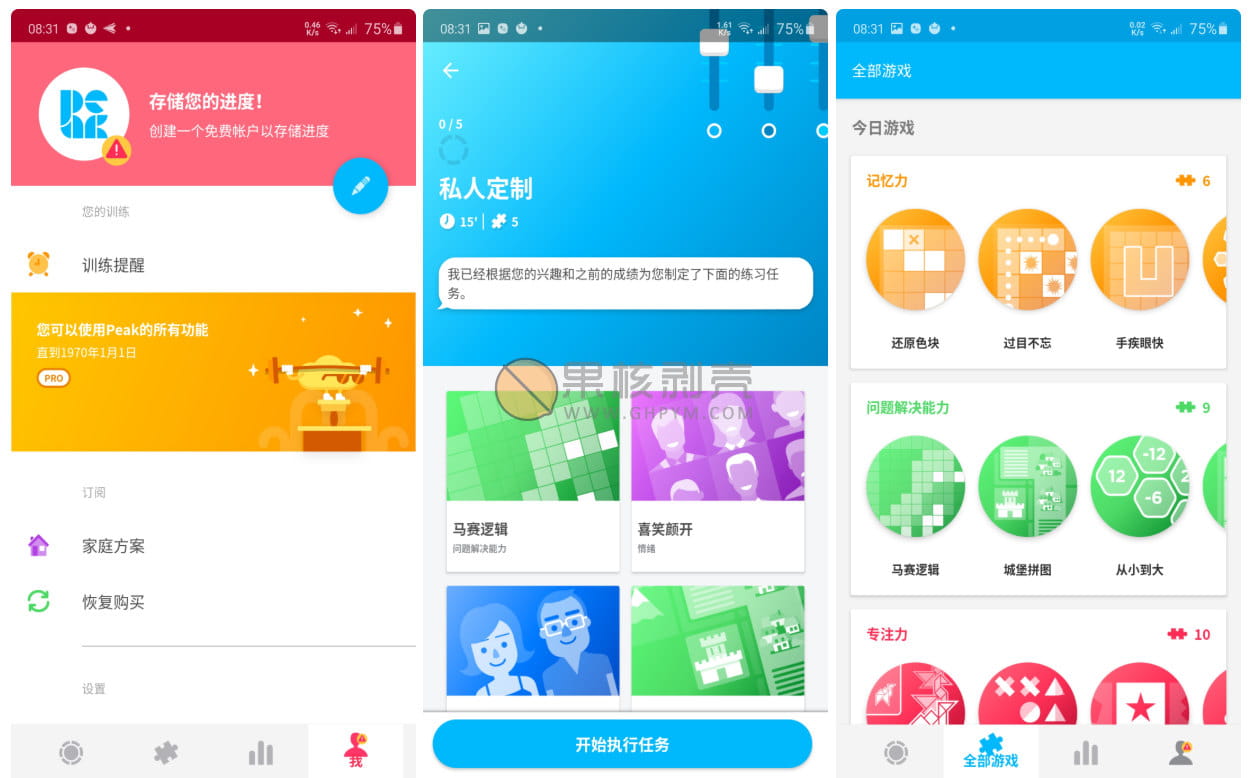 08:31
0.46
K/s
75%
PEAK
存储您的进度！
创建一个免费帐户以存储进度
您的训练
训练提醒
您可以使用Peak的所有功能
直到1970年1月1日
PRO
订阅
家庭方案
恢复购买
设置
我
08:31
1.61
K/s
75%
0 / 5
私人定制
15' | 5
我已经根据您的兴趣和之前的成绩为您制定了下面的练习任
务。
果核剥壳
WWW.GHPYM.COM
马赛逻辑
问题解决能力
喜笑颜开
情绪
开始执行任务
08:31
0.02
K/s
75%
全部游戏
今日游戏
记忆力
6
还原色块
过目不忘
手疾眼快
问题解决能力
9
12
-12
-6
2
马赛逻辑
城堡拼图
从小到大
专注力
10
全部游戏